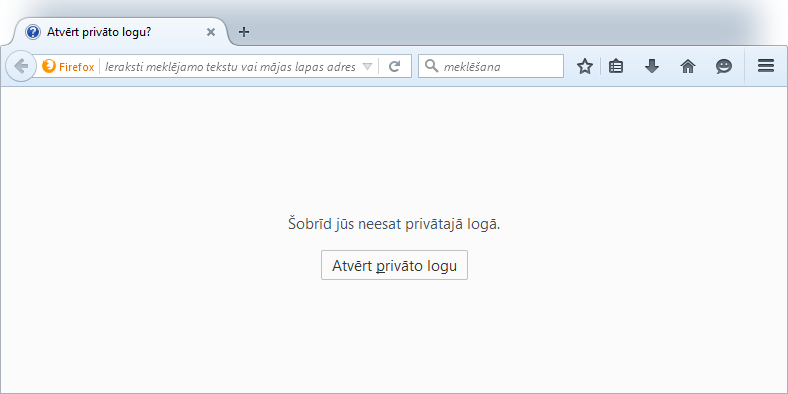 Atvērt privāto logu?
Firefox
Ieraksti meklējamo tekstu vai mājas lapas adres
meklēšana
Šobrīd jūs neesat privātajā logā.
Atvērt privāto logu